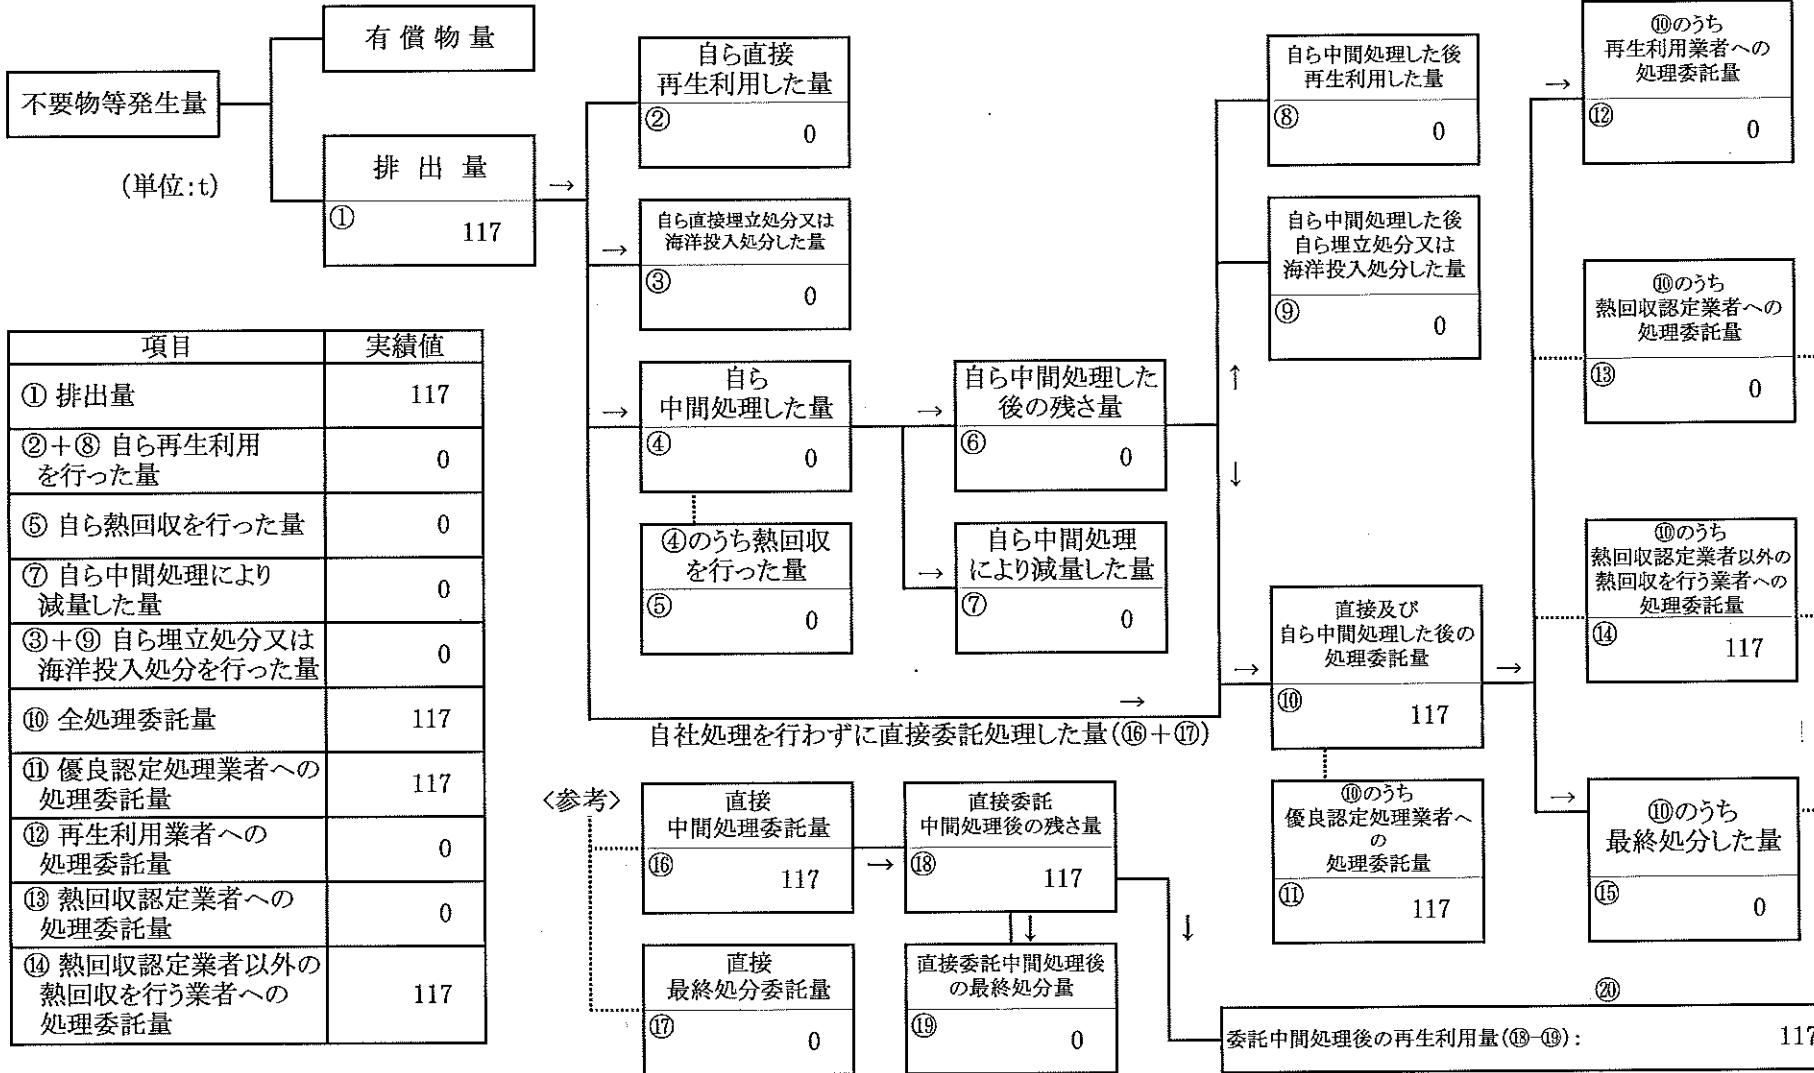 有 償 物 量
不要物等発生量
(単位:t)
排 出 量
→
① 117
自ら直接
再生利用した量
② 0
自ら直接埋立処分又は
海洋投入処分した量
→
③ 0
自ら
中間処理した量
→
④ 0
④のうち熱回収
を行った量
⑤ 0
自ら中間処理した
後の残さ量
→
⑥ 0
自ら中間処理
により減量した量
→
⑦ 0
自ら中間処理した後
再生利用した量
⑧ 0
自ら中間処理した後
自ら埋立処分又は
海洋投入処分した量
⑨ 0
↑
↓
直接及び
自ら中間処理した後の
処理委託量
→
⑩ 117
→
⑩のうち
優良認定処理業者へ
の
処理委託量
⑪ 117
⑩のうち
再生利用業者への
処理委託量
→
⑫ 0
⑩のうち
熱回収認定業者への
処理委託量
⑬ 0
⑩のうち
熱回収認定業者以外の
熱回収を行う業者への
処理委託量
⑭ 117
⑩のうち
最終処分した量
→
⑮ 0
→
自社処理を行わずに直接委託処理した量(⑯+⑰)
<参考>
直接
中間処理委託量
⑯ 117
→
直接
最終処分委託量
⑰ 0
直接委託
中間処理後の残さ量
⑱ 117
↓
直接委託中間処理後
の最終処分量
⑲ 0
↓
⑳
委託中間処理後の再生利用量(⑱-⑲): 117
項目 実績値
① 排出量 117
②+⑧ 自ら再生利用
を行った量 0
⑤ 自ら熱回収を行った量 0
⑦ 自ら中間処理により
減量した量 0
③+⑨ 自ら埋立処分又は
海洋投入処分を行った量 0
⑩ 全処理委託量 117
⑪ 優良認定処理業者への
処理委託量 117
⑫ 再生利用業者への
処理委託量 0
⑬ 熱回収認定業者への
処理委託量 0
⑭ 熱回収認定業者以外の
熱回収を行う業者への
処理委託量 117